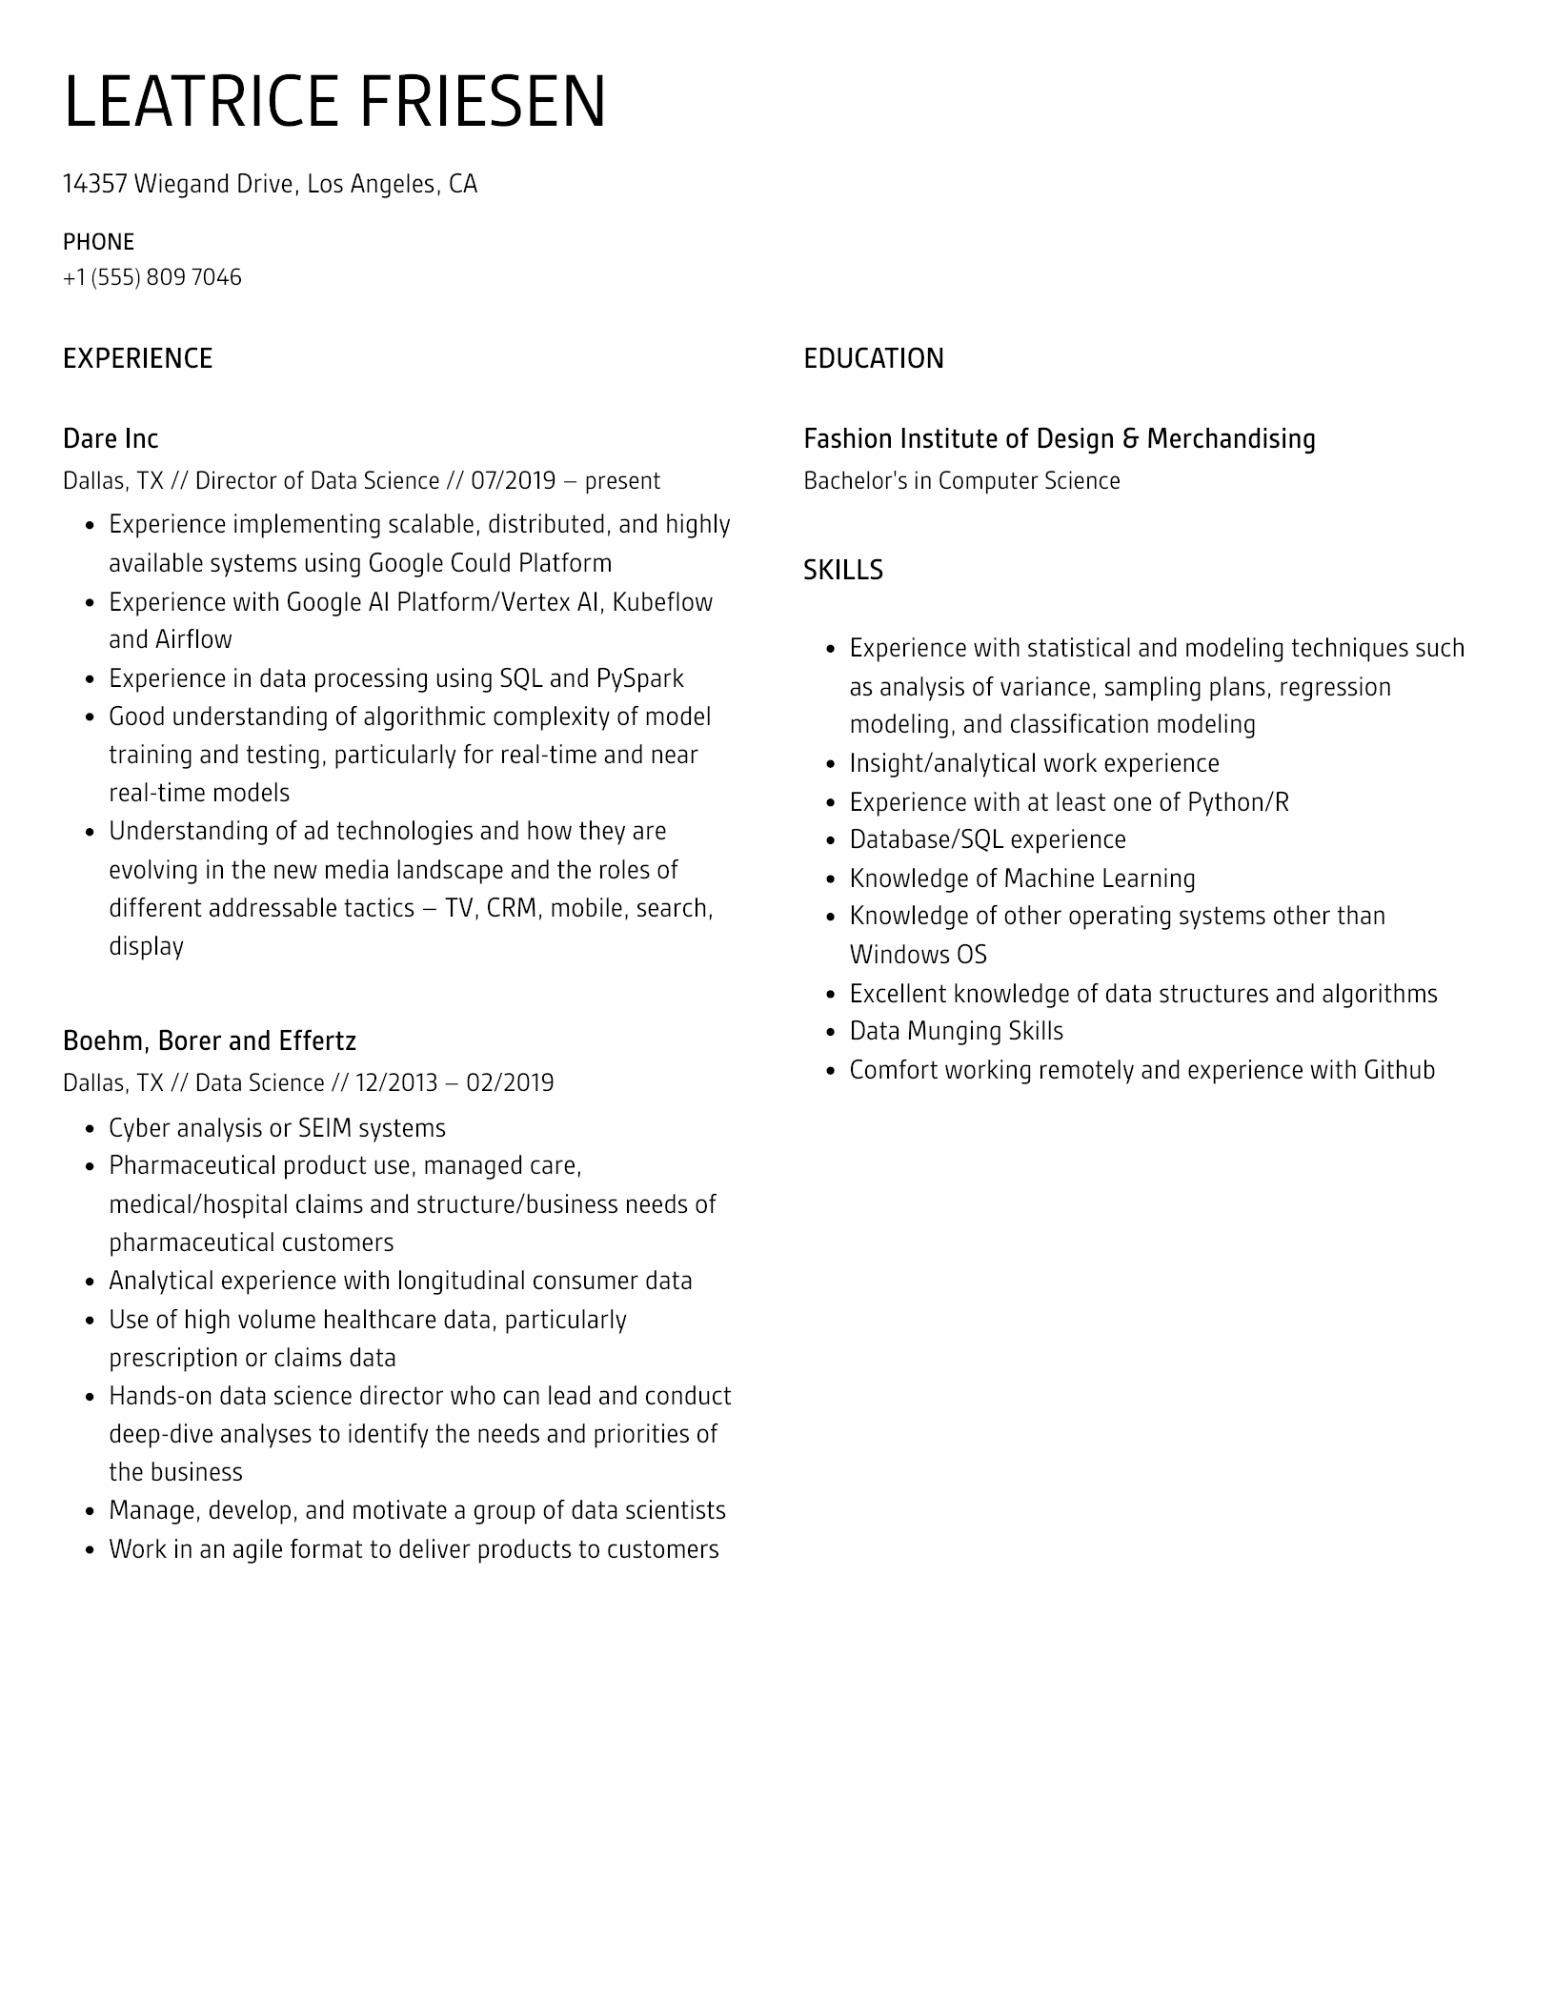 LEATRICE FRIESEN
14357 Wiegand Drive, Los Angeles, CA
PHONE
+1 (555) 809 7046
EXPERIENCE
Dare Inc
Dallas, TX // Director of Data Science // 07/2019 – present
• Experience implementing scalable, distributed, and highly
available systems using Google Could Platform
• Experience with Google AI Platform/Vertex AI, Kubeflow
and Airflow
• Experience in data processing using SQL and PySpark
• Good understanding of algorithmic complexity of model
training and testing, particularly for real-time and near
real-time models
• Understanding of ad technologies and how they are
evolving in the new media landscape and the roles of
different addressable tactics – TV, CRM, mobile, search,
display
Boehm, Borer and Effertz
Dallas, TX // Data Science // 12/2013 – 02/2019
• Cyber analysis or SEIM systems
• Pharmaceutical product use, managed care,
medical/hospital claims and structure/business needs of
pharmaceutical customers
• Analytical experience with longitudinal consumer data
• Use of high volume healthcare data, particularly
prescription or claims data
• Hands-on data science director who can lead and conduct
deep-dive analyses to identify the needs and priorities of
the business
• Manage, develop, and motivate a group of data scientists
• Work in an agile format to deliver products to customers
EDUCATION
Fashion Institute of Design & Merchandising
Bachelor's in Computer Science
SKILLS
• Experience with statistical and modeling techniques such
as analysis of variance, sampling plans, regression
modeling, and classification modeling
• Insight/analytical work experience
• Experience with at least one of Python/R
• Database/SQL experience
• Knowledge of Machine Learning
• Knowledge of other operating systems other than
Windows OS
• Excellent knowledge of data structures and algorithms
• Data Munging Skills
• Comfort working remotely and experience with Github